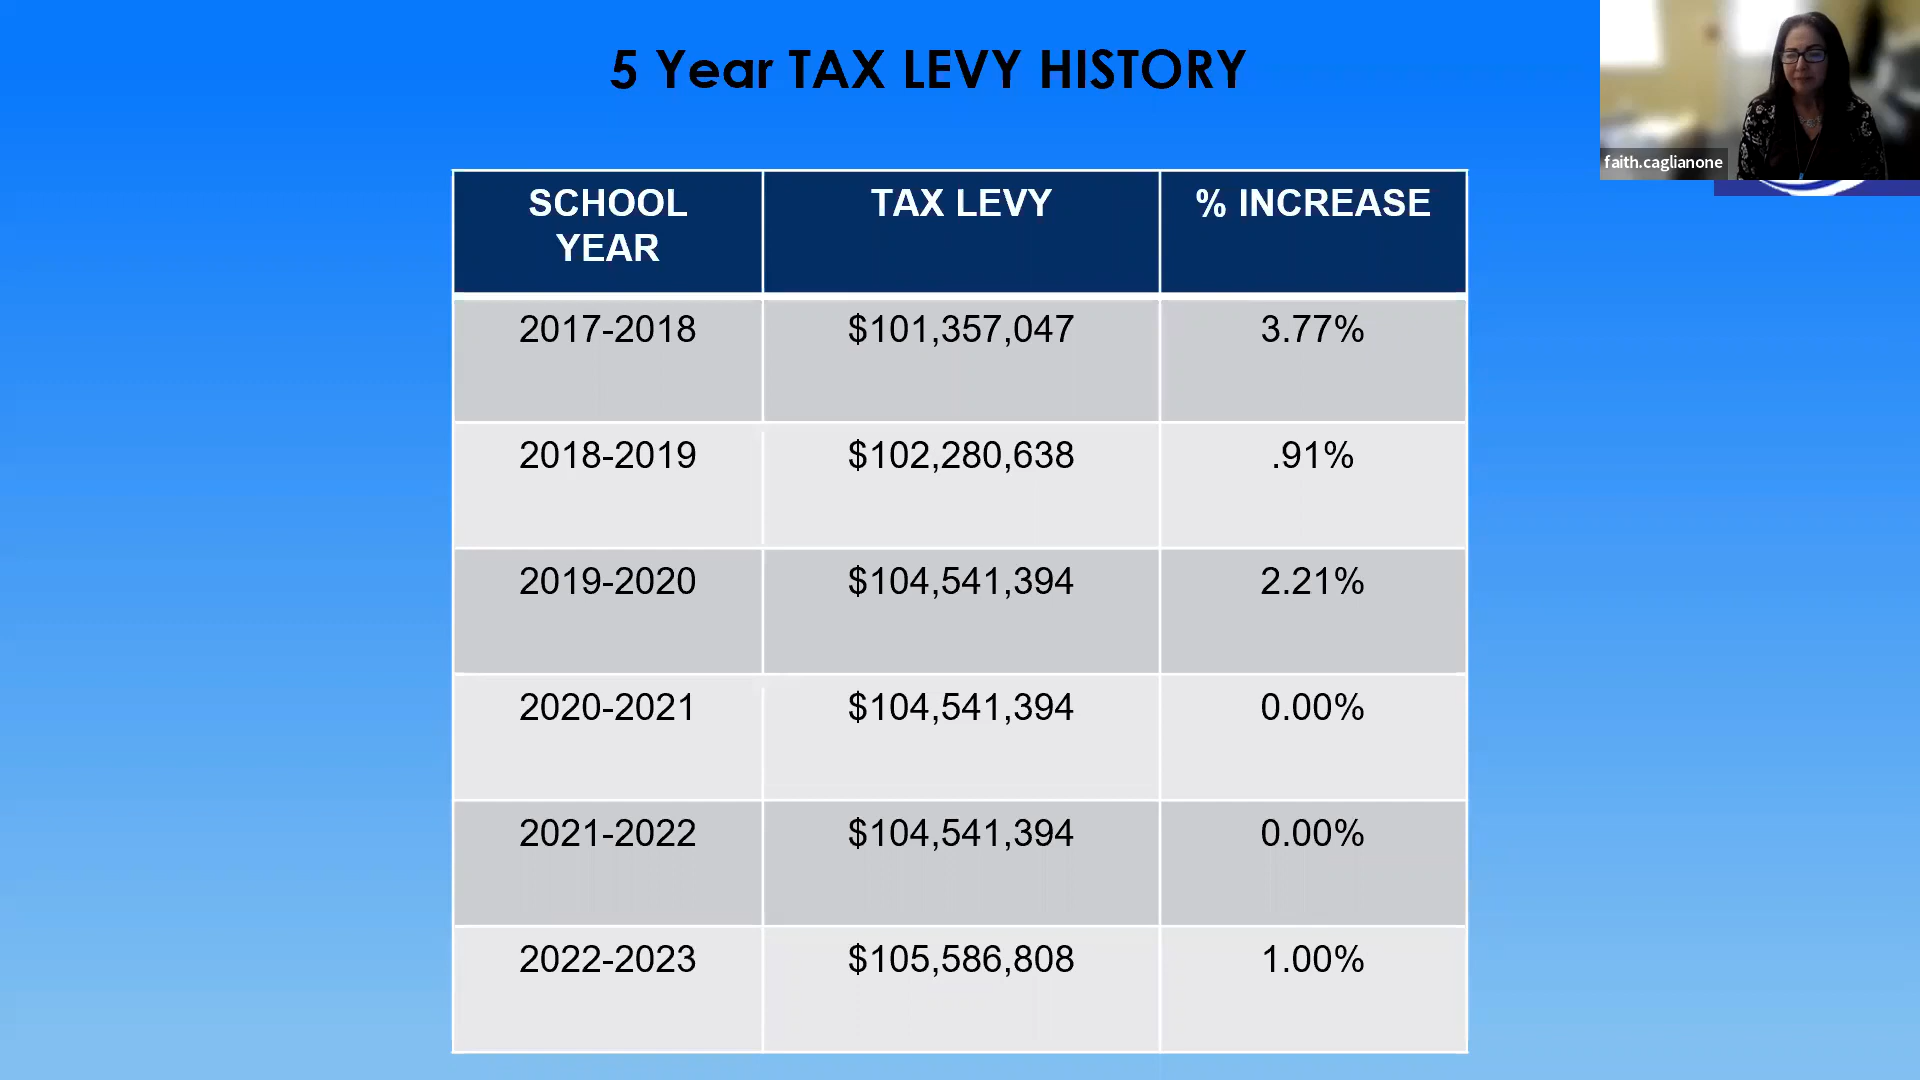 5 Year TAX LEVY HISTORY
faith.caglianone
SCHOOL YEAR TAX LEVY % INCREASE
2017-2018 $101,357,047 3.77%
2018-2019 $102,280,638 .91%
2019-2020 $104,541,394 2.21%
2020-2021 $104,541,394 0.00%
2021-2022 $104,541,394 0.00%
2022-2023 $105,586,808 1.00%